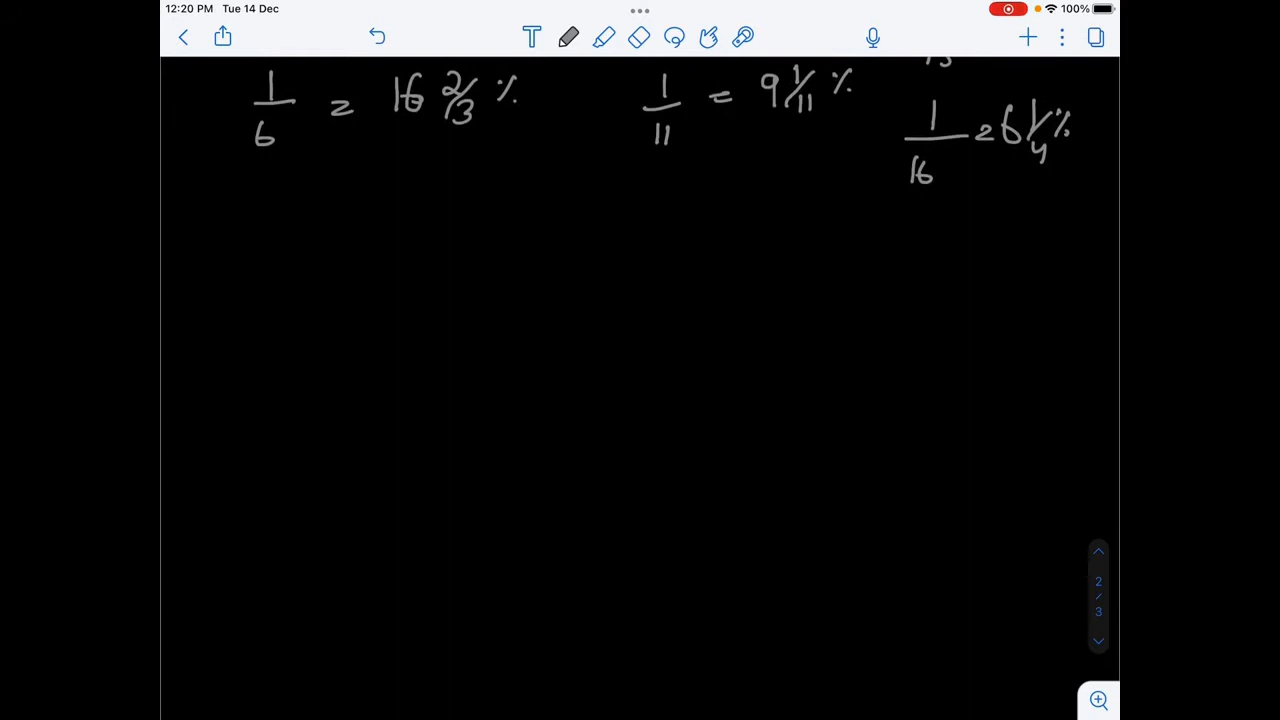 12:20 PM Tue 14 Dec
100%
T
1/6 = 16 2/3 %
1/11 = 9 1/11 %
1/16 = 6 1/4 %
2
/
3